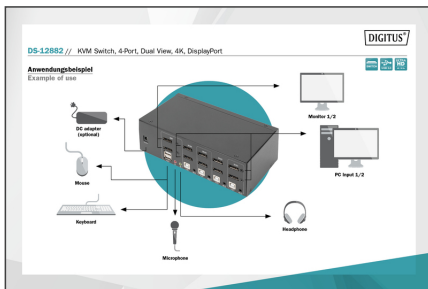 DIGITUS®
DS-12882 // KVM Switch, 4-Port, Dual View, 4K, DisplayPort
Anwendungsbeispiel
Example of use
DC adapter
(optional)
Monitor 1/2
Mouse
PC Input 1/2
Keyboard
Headphone
Microphone